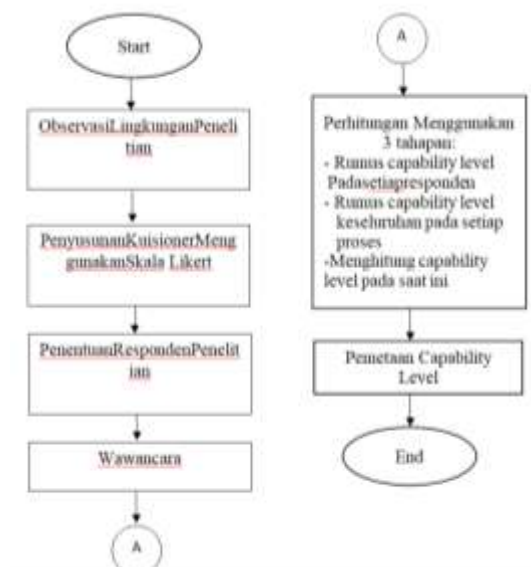 Start
ObservasiLingkunganPeneli
tian
PenyusunanKuisionerMeng
gunakanSkala Likert
PenentuanRespondenPenelit
ian
Wawancara
A
A
Perhitungan Menggunakan
3 tahapan:
- Rumus capability level
Padasetiapresponden
- Rumus capability level
keseluruhan pada setiap
proses
-Menghitung capability
level pada saat ini
Pemetaan Capability
Level
End